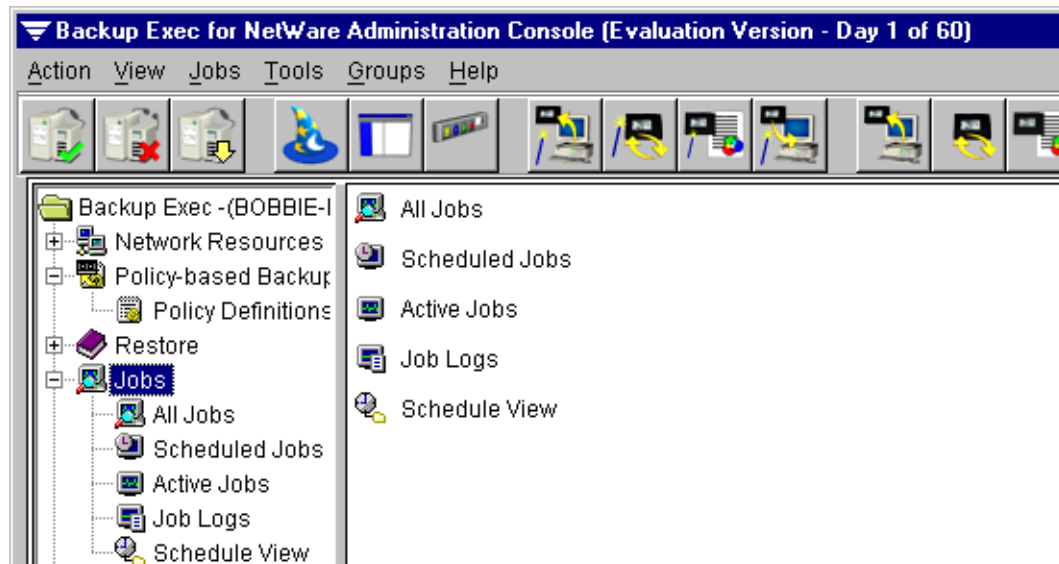 Backup Exec for NetWare Administration Console (Evaluation Version - Day 1 of 60)
Action View Jobs Tools Groups Help
Backup Exec -(BOBBIE-
Network Resources
Policy-based Backup
Policy Definitions
Restore
Jobs
All Jobs
Scheduled Jobs
Active Jobs
Job Logs
Schedule View
All Jobs
Scheduled Jobs
Active Jobs
Job Logs
Schedule View